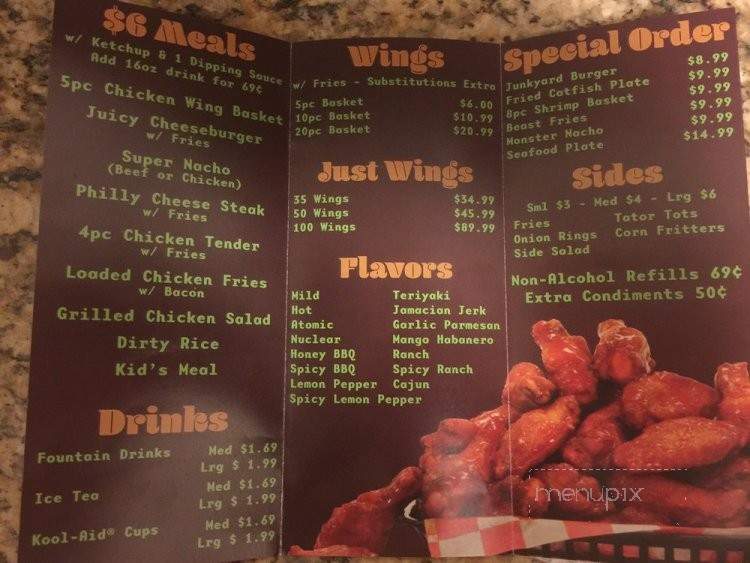 $6 Meals
w/ Ketchup & 1 Dipping Sauce
Add 16oz drink for 69¢
5pc Chicken Wing Basket
Juicy Cheeseburger
w/ Fries
Super Nacho
(Beef or Chicken)
Philly Cheese Steak
w/ Fries
4pc Chicken Tender
w/ Fries
Loaded Chicken Fries
w/ Bacon
Grilled Chicken Salad
Dirty Rice
Kid's Meal
Drinks
Fountain Drinks Med $1.69
Lrg $ 1.99
Ice Tea Med $1.69
Lrg $ 1.99
Kool-Aid® Cups Med $1.69
Lrg $ 1.99
Wings
w/ Fries - Substitutions Extra
5pc Basket $6.00
10pc Basket $10.99
20pc Basket $20.99
Just Wings
35 Wings $34.99
50 Wings $45.99
100 Wings $89.99
Flavors
Mild Teriyaki
Hot Jamacian Jerk
Atomic Garlic Parmesan
Nuclear Mango Habanero
Honey BBQ Ranch
Spicy BBQ Spicy Ranch
Lemon Pepper Cajun
Spicy Lemon Pepper
Special Order
Junkyard Burger $8.99
Fried Catfish Plate $9.99
8pc Shrimp Basket $9.99
Beast Fries $9.99
Monster Nacho $9.99
Seafood Plate $14.99
Sides
Sml $3 - Med $4 - Lrg $6
Fries Tator Tots
Onion Rings Corn Fritters
Side Salad
Non-Alcohol Refills 69¢
Extra Condiments 50¢
menupix